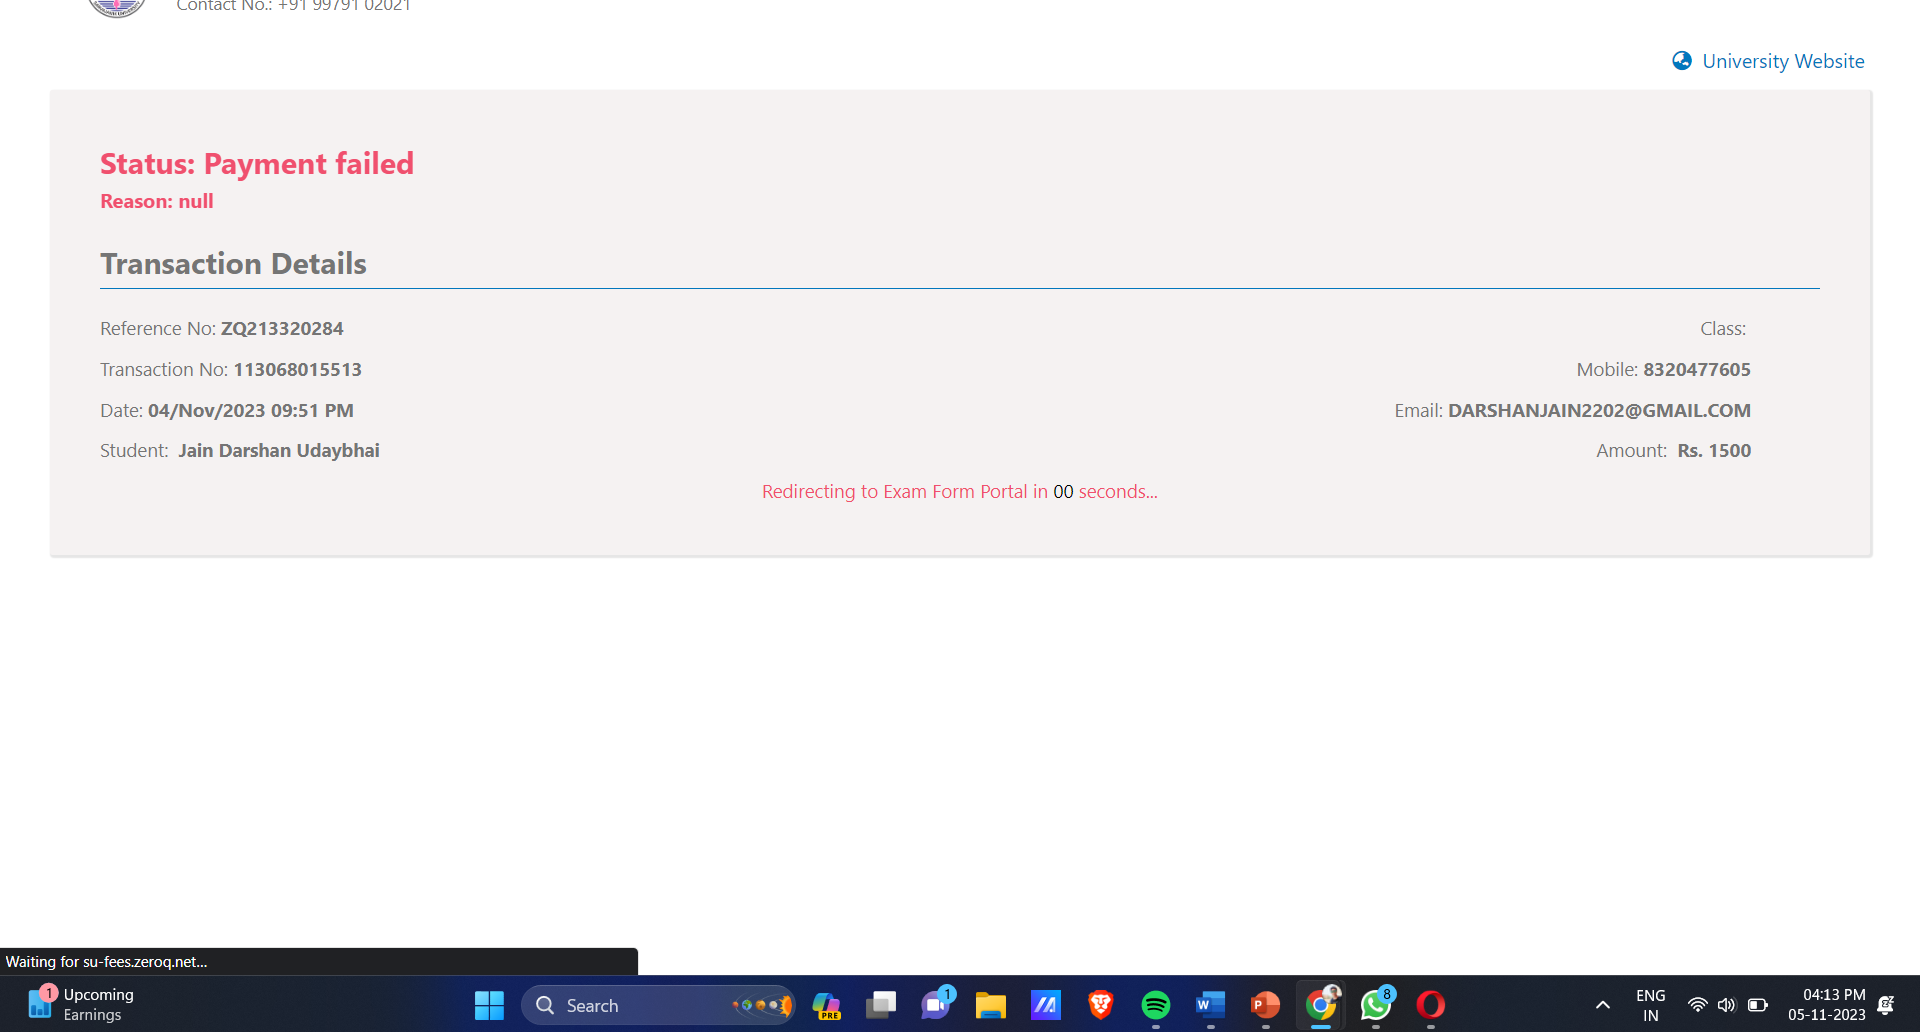 Contact No.: +91 99791 02021
University Website
Status: Payment failed
Reason: null
Transaction Details
Reference No: ZQ213320284
Class:
Transaction No: 113068015513
Mobile: 8320477605
Date: 04/Nov/2023 09:51 PM
Email: DARSHANJAIN2202@GMAIL.COM
Student: Jain Darshan Udaybhai
Amount: Rs. 1500
Redirecting to Exam Form Portal in 00 seconds...
Waiting for su-fees.zeroq.net...
1
Upcoming
Earnings
Search
PRE
1
W
P
8
ENG
IN
04:13 PM
05-11-2023